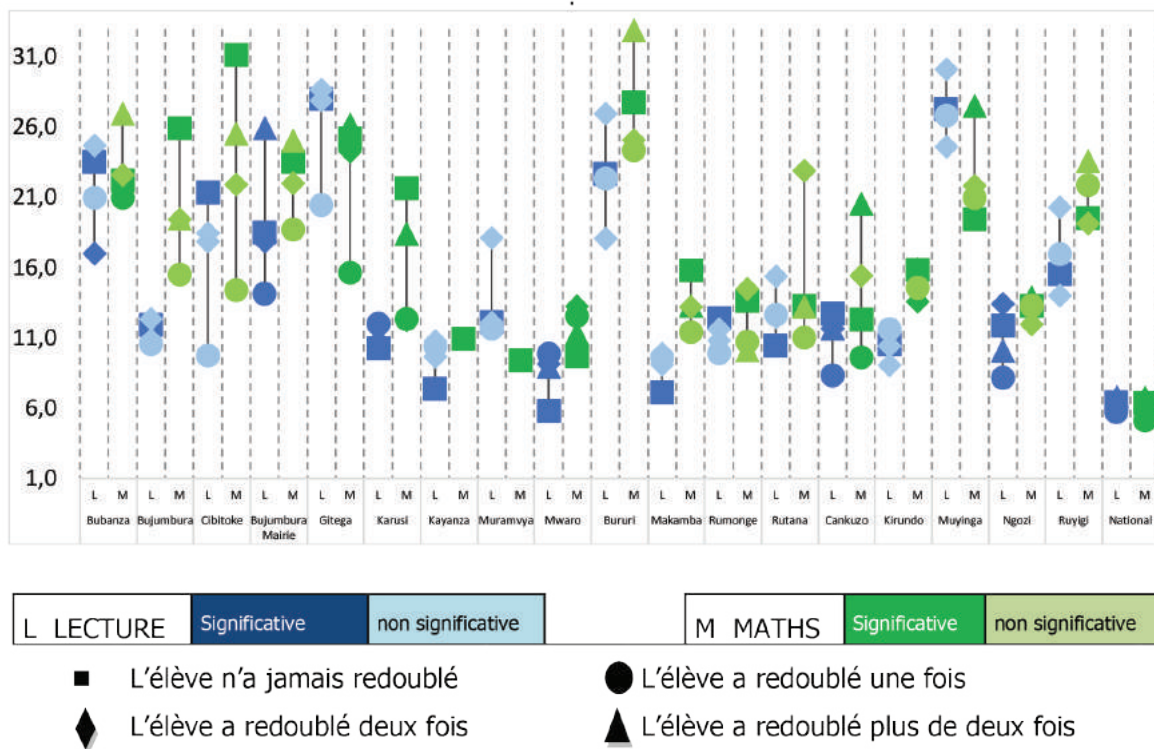 31,0
26,0
21,0
16,0
11,0
6,0
1,0
L M L M L M L M L M L M L M L M L M L M L M L M L M L M L M L M L M L M L M
Bubanza Bujumbura Cibitoke Bujumbura Mairie Gitega Karusi Kayanza Muramvya Mwaro Bururi Makamba Rumonge Rutana Cankuzo Kirundo Muyinga Ngozi Ruyigi National
L LECTURE Significative non significative M MATHS Significative non significative
L'élève n'a jamais redoublé L'élève a redoublé une fois
L'élève a redoublé deux fois L'élève a redoublé plus de deux fois